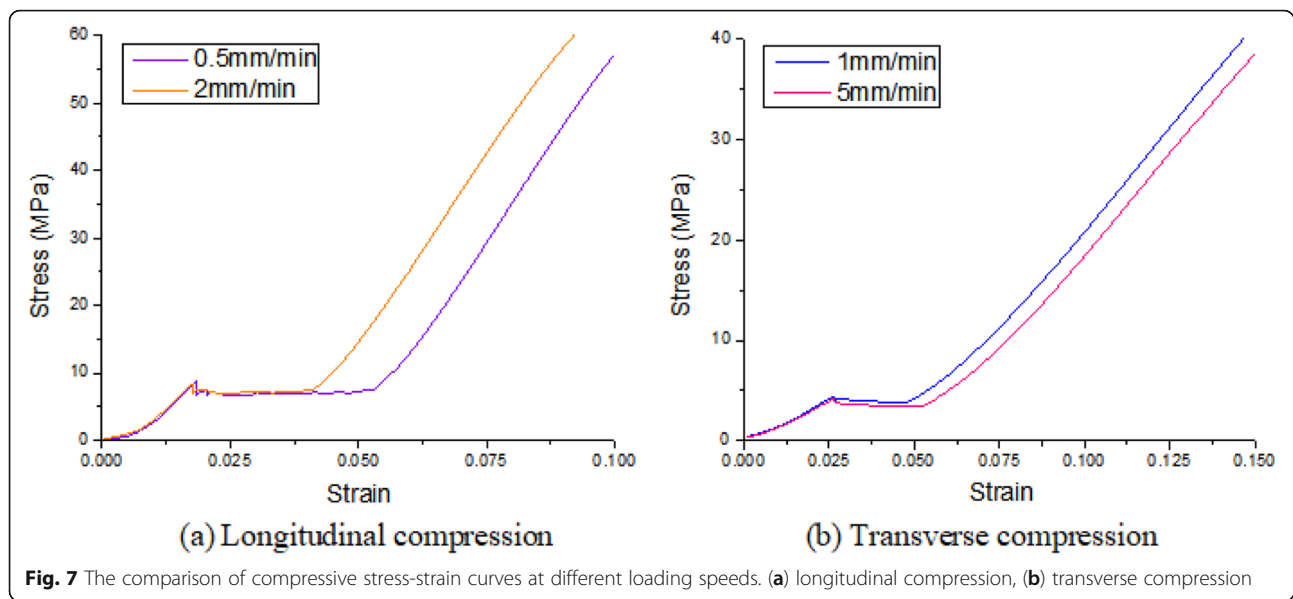 0.5mm/min
2mm/min
60
50
40
30
20
10
0
Stress (MPa)
0.000 0.025 0.050 0.075 0.100
Strain
(a) Longitudinal compression
1mm/min
5mm/min
40
30
20
10
0
Stress (MPa)
0.000 0.025 0.050 0.075 0.100 0.125 0.150
Strain
(b) Transverse compression
Fig. 7 The comparison of compressive stress-strain curves at different loading speeds. (a) longitudinal compression, (b) transverse compression